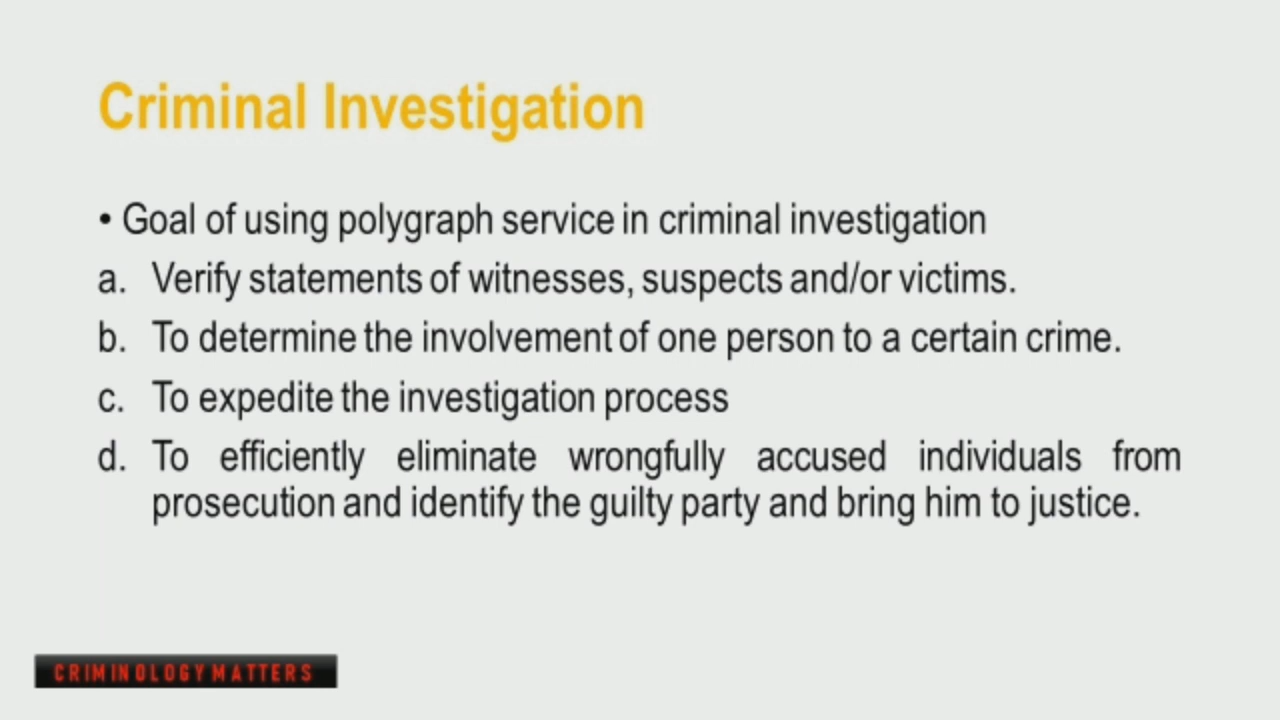 Criminal Investigation
• Goal of using polygraph service in criminal investigation
a. Verify statements of witnesses, suspects and/or victims.
b. To determine the involvement of one person to a certain crime.
c. To expedite the investigation process
d. To efficiently eliminate wrongfully accused individuals from
prosecution and identify the guilty party and bring him to justice.
CRIMINOLOGY MATTERS